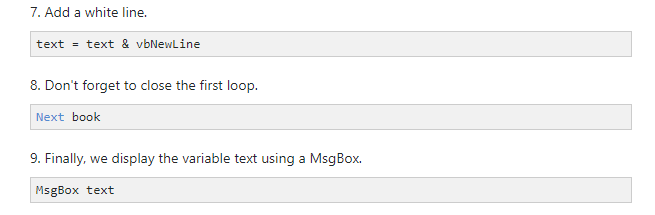 7. Add a white line.
text = text & vbNewLine
8. Don't forget to close the first loop.
Next book
9. Finally, we display the variable text using a MsgBox.
MsgBox text